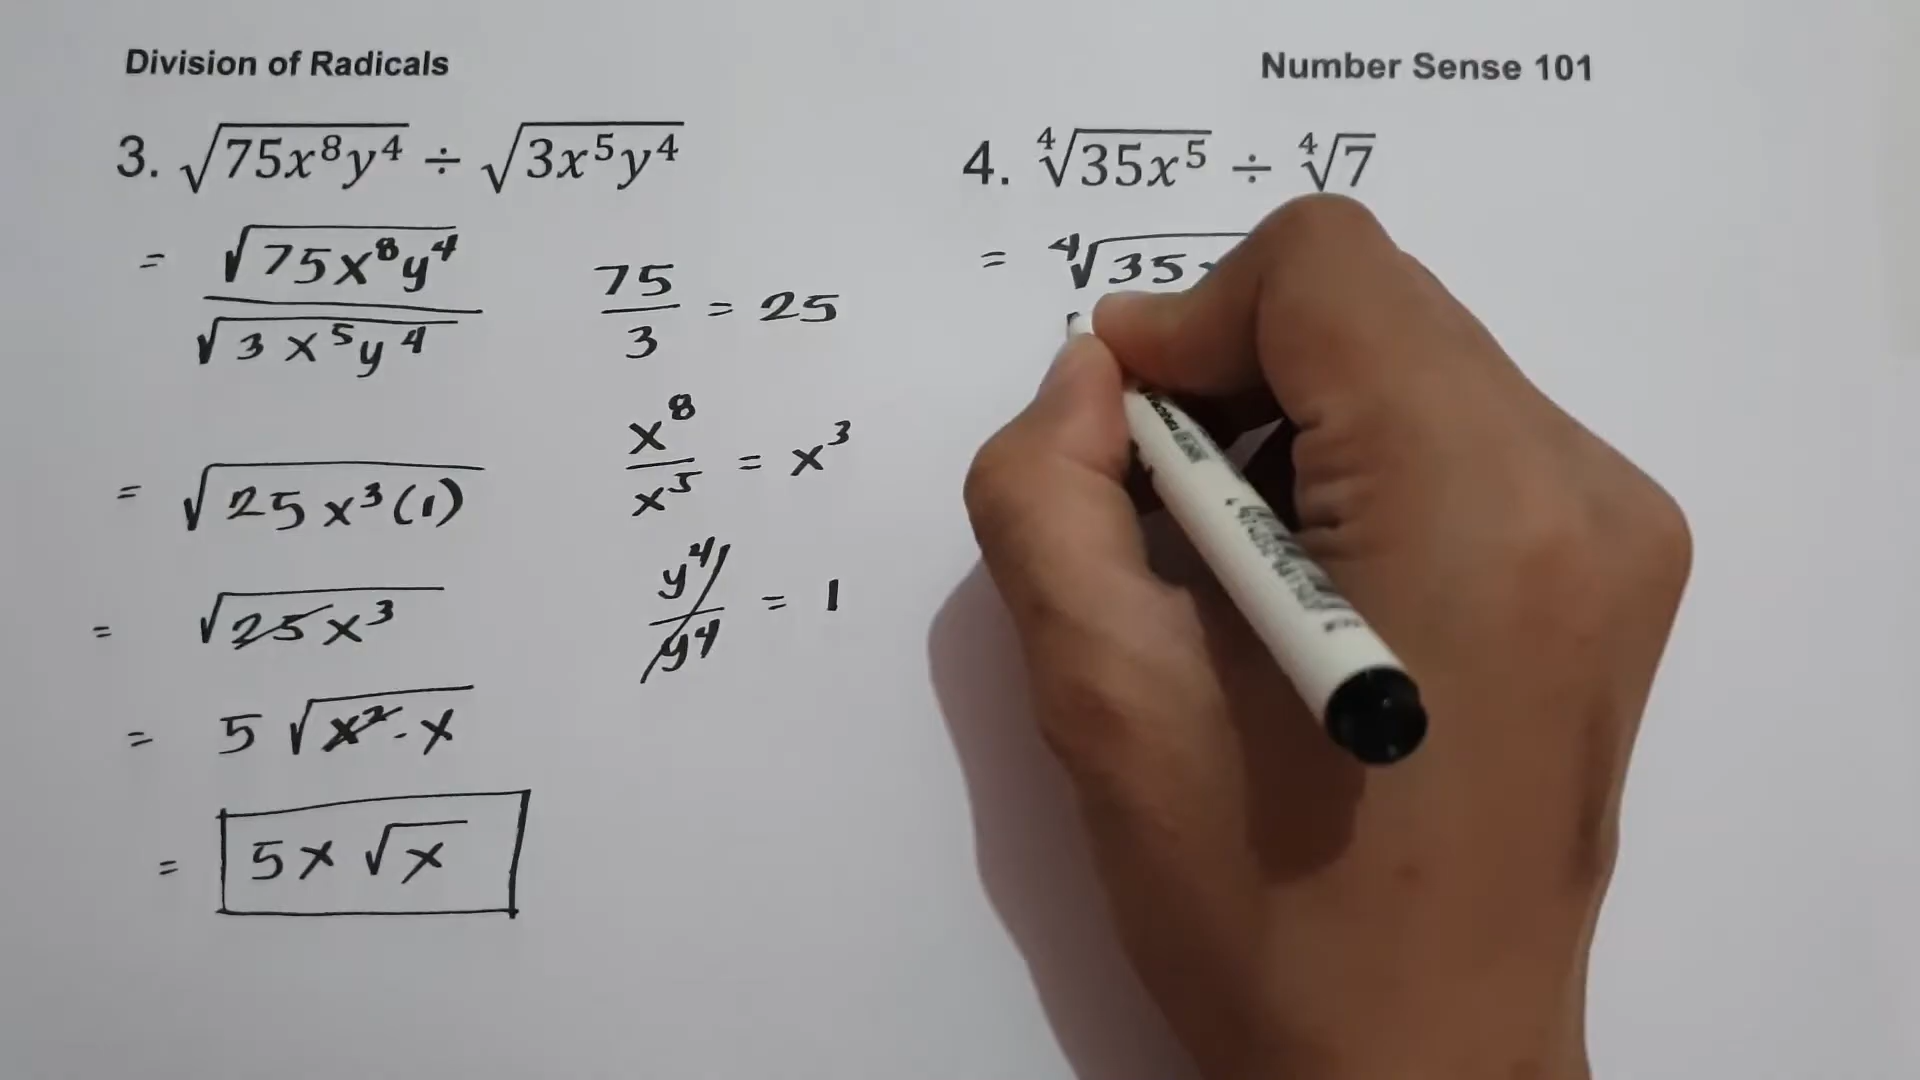 Division of Radicals
Number Sense 101
3. √75x⁸y⁴ ÷ √3x⁵y⁴
= √75x⁸y⁴
√3x⁵y⁴
= √25x³(1)
= √25x³
= 5√x²·x
= 5x√x
75
3
= 25
x⁸
x⁵
= x³
y⁴
y⁴
= 1
4. ⁴√35x⁵ ÷ ⁴√7
= ⁴√35